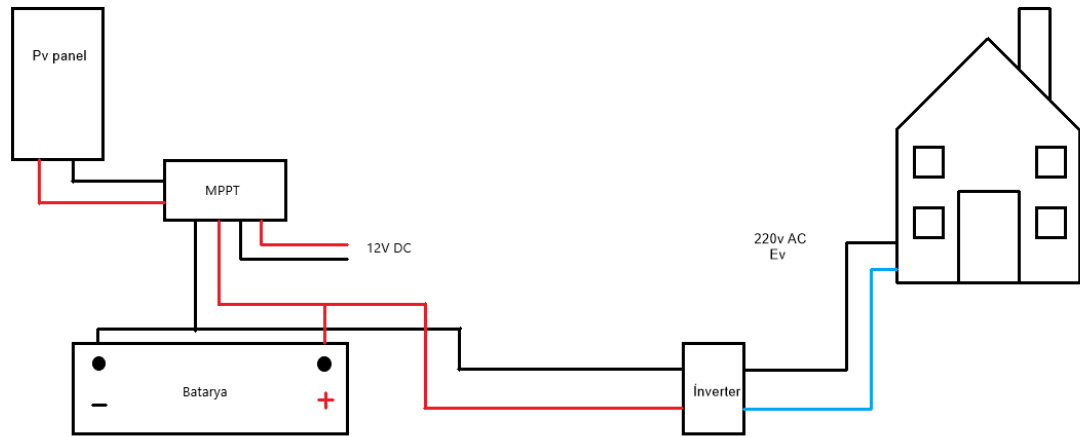 Pv panel
MPPT
12V DC
220v AC
Ev
Batarya
− +
İnverter